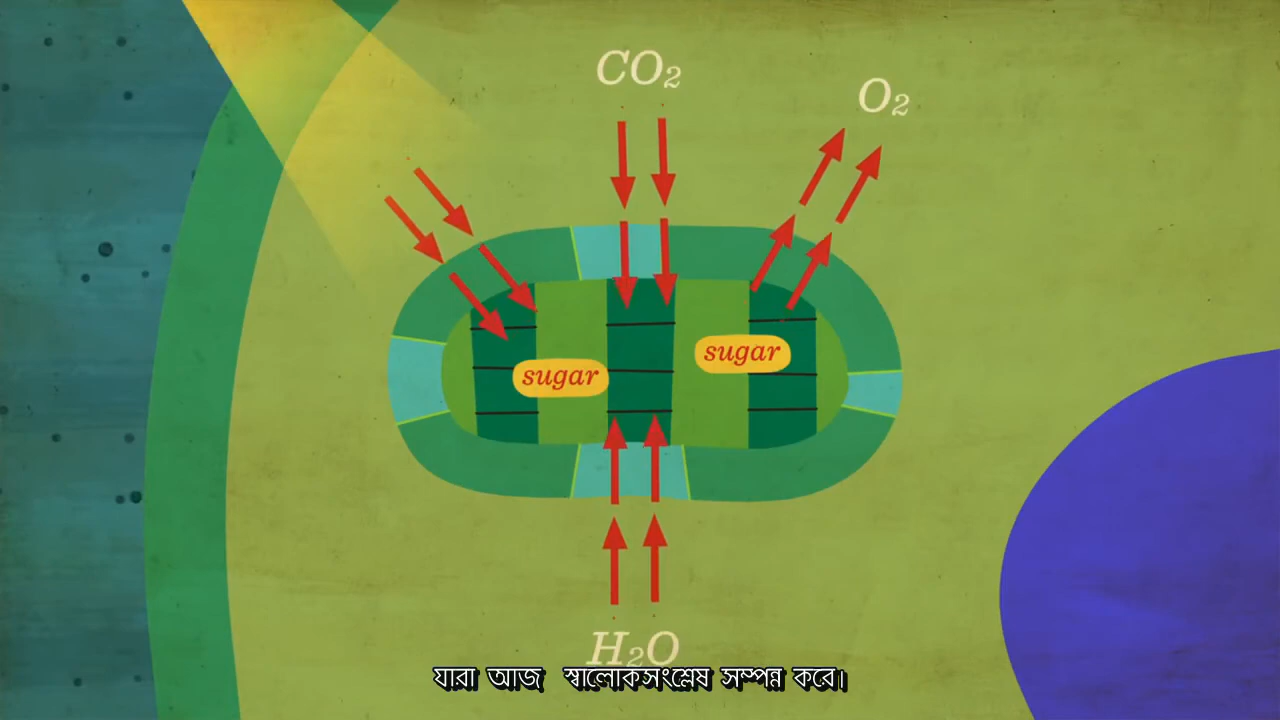 CO₂
O₂
sugar
sugar
H₂O
যারা আজ স্বালোকসংশ্লেষ সম্পন্ন করে।